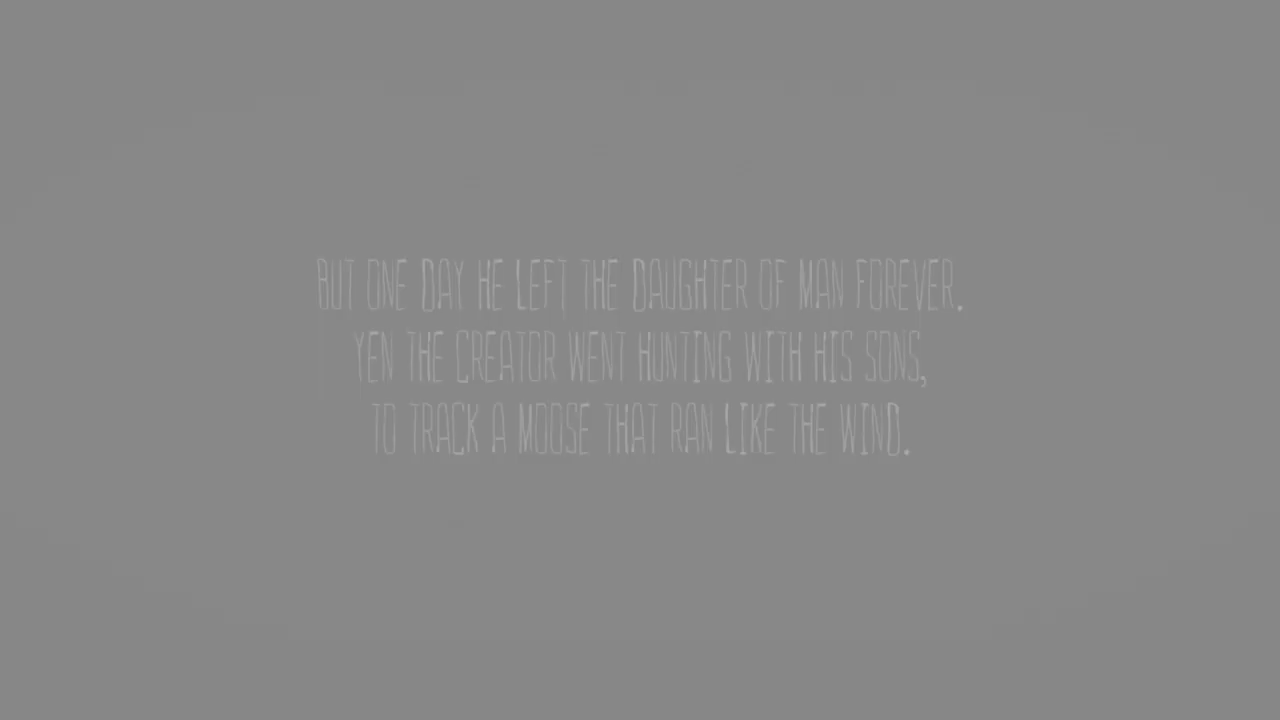 BUT ONE DAY HE LEFT THE DAUGHTER OF MAN FOREVER.
YEN THE CREATOR WENT HUNTING WITH HIS SONS,
TO TRACK A MOOSE THAT RAN LIKE THE WIND.